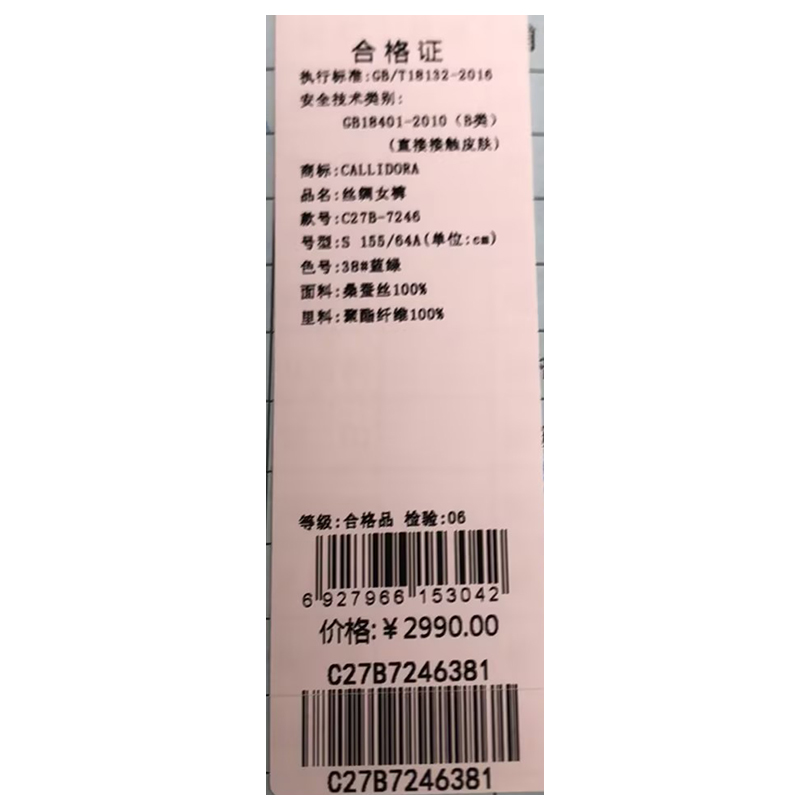 合格证
执行标准:GB/T18132-2016
安全技术类别:
GB18401-2010（B类）
(直接接触皮肤)
商标:CALLIDORA
品名:丝绸女裤
款号:C27B-7246
号型:S 155/64A(单位:cm)
色号:38#蓝绿
面料:桑蚕丝100%
里料:聚酯纤维100%
等级:合格品 检验:06
6 927966 153042
价格:￥2990.00
C27B7246381
C27B7246381